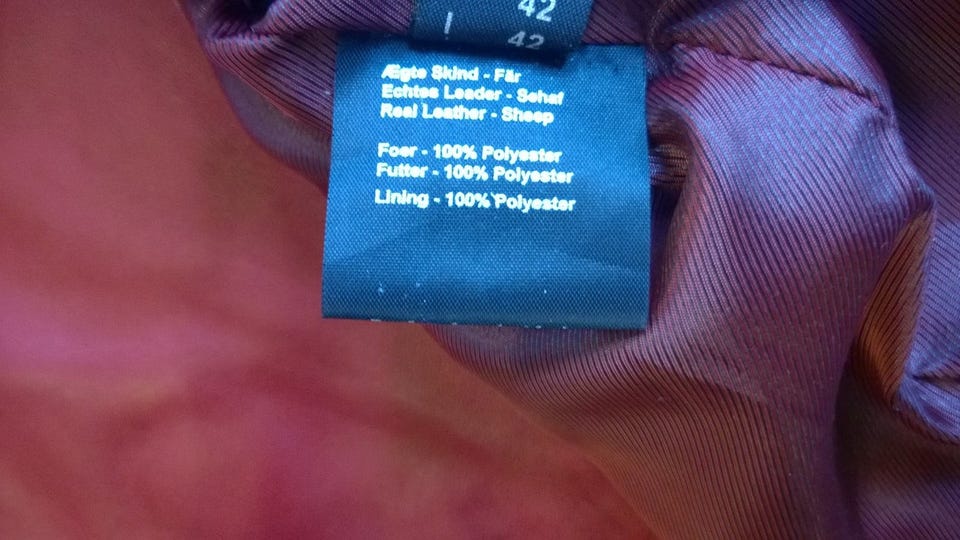 42
I 42
Ægte Skind - Får
Echtes Leader - Schaf
Real Leather - Sheep
Foer - 100% Polyester
Futter - 100% Polyester
Lining - 100% Polyester